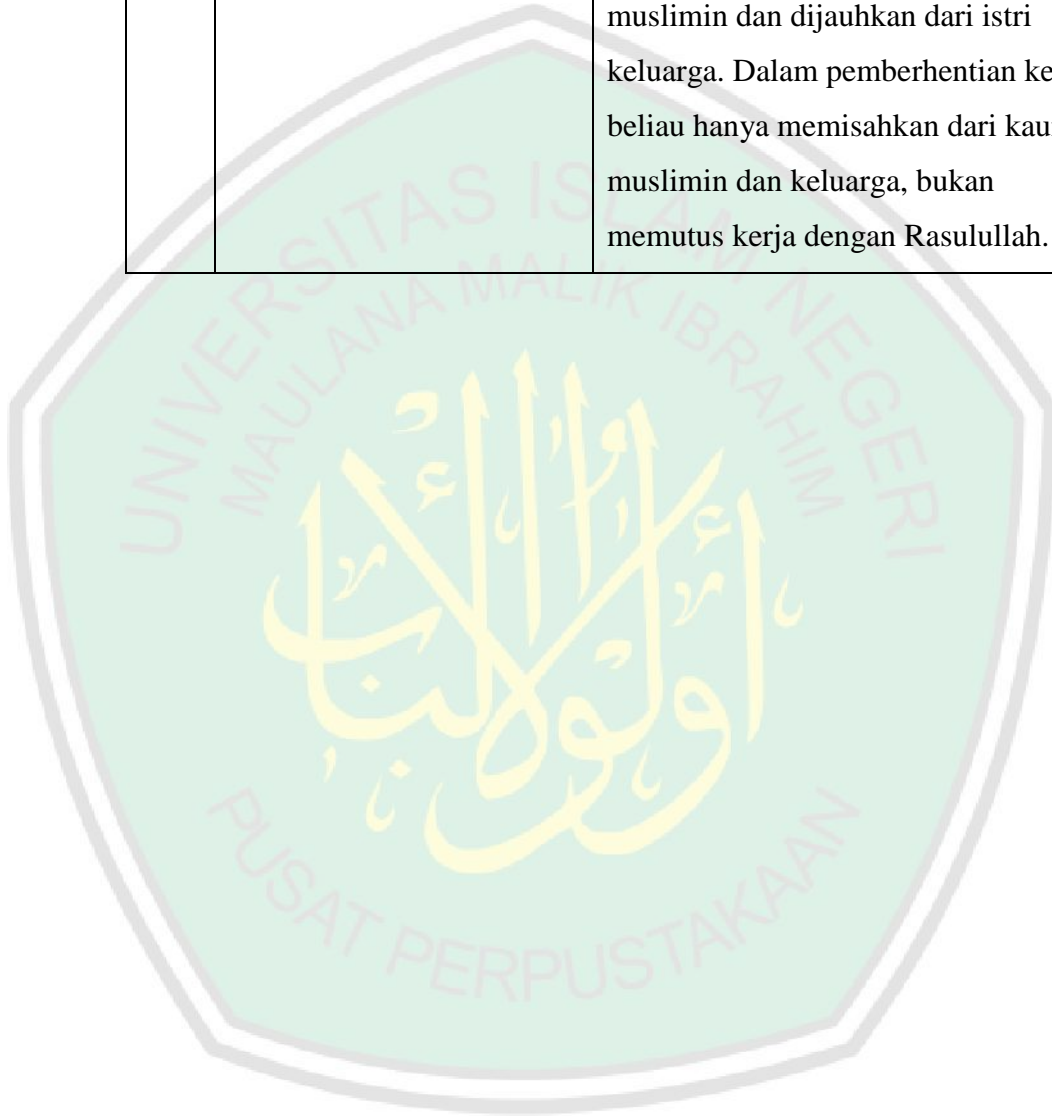 muslimin dan dijauhkan dari istri
keluarga. Dalam pemberhentian ke
beliau hanya memisahkan dari kau
muslimin dan keluarga, bukan
memutus kerja dengan Rasulullah.
UNIVERSITAS ISLAM NEGERI
MAULANA MALIK IBRAHIM
أولوا الألباب
PUSAT PERPUSTAKAAN